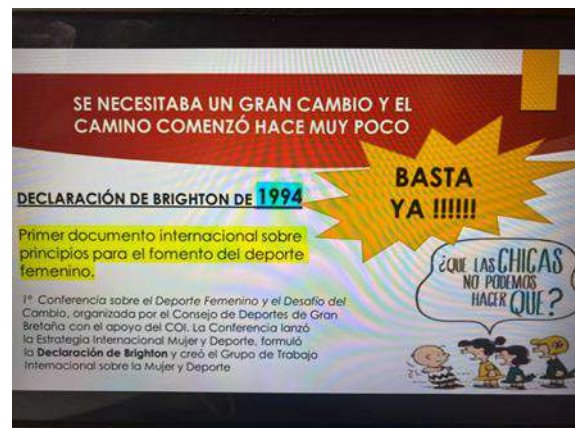 SE NECESITABA UN GRAN CAMBIO Y EL
CAMINO COMENZÓ HACE MUY POCO
BASTA
YA !!!!!!
DECLARACIÓN DE BRIGHTON DE 1994
Primer documento internacional sobre
principios para el fomento del deporte
femenino.
1ª Conferencia sobre el Deporte Femenino y el Desafío del
Cambio, organizada por el Consejo de Deportes de Gran
Bretaña con el apoyo del COI. La Conferencia lanzó
la Estrategia Internacional Mujer y Deporte, formuló
la Declaración de Brighton y creó el Grupo de Trabajo
Internacional sobre la Mujer y Deporte
¿QUE LAS CHICAS
NO PODEMOS
HACER QUE?